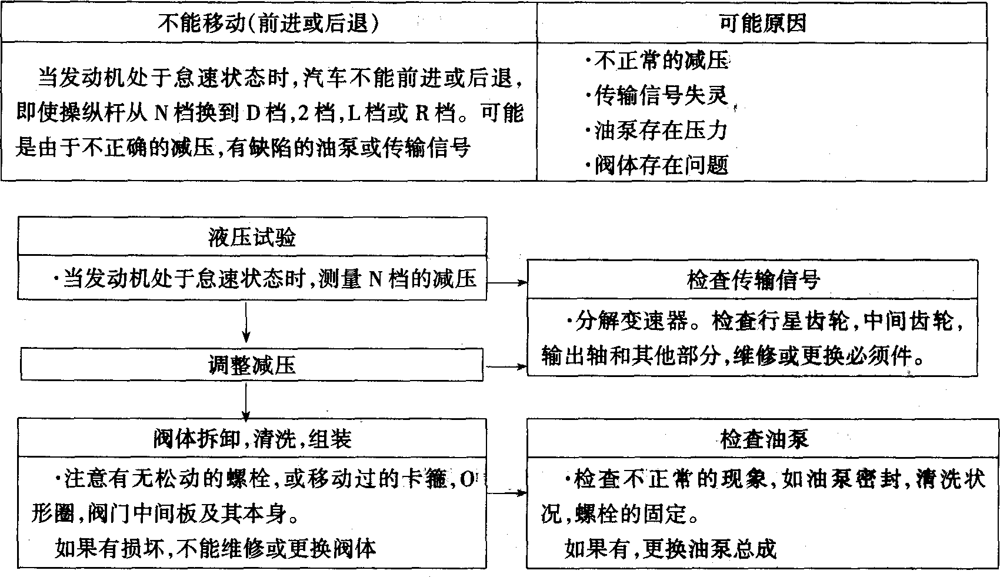 不能移动(前进或后退)
可能原因
当发动机处于怠速状态时,汽车不能前进或后退,
即使操纵杆从 N 档换到 D 档,2 档,L 档或 R 档。可能
是由于不正确的减压,有缺陷的油泵或传输信号
·不正常的减压
·传输信号失灵
·油泵存在压力
·阀体存在问题
液压试验
·当发动机处于怠速状态时,测量 N 档的减压
检查传输信号
·分解变速器。检查行星齿轮,中间齿轮,
输出轴和其他部分,维修或更换必须件。
调整减压
阀体拆卸,清洗,组装
·注意有无松动的螺栓,或移动过的卡箍,O
形圈,阀门中间板及其本身。
如果有损坏,不能维修或更换阀体
检查油泵
·检查不正常的现象,如油泵密封,清洗状
况,螺栓的固定。
如果有,更换油泵总成